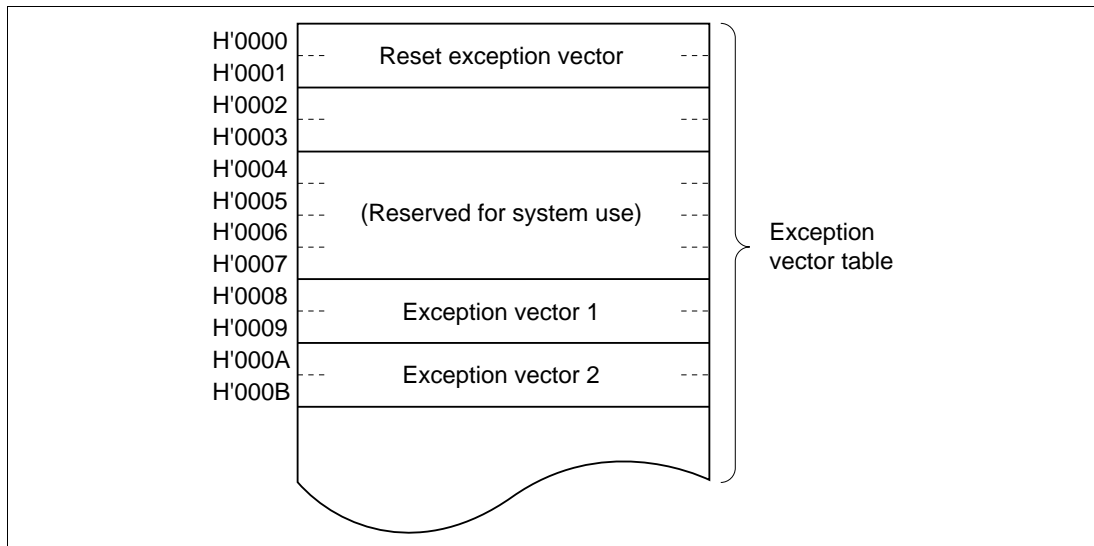 H'0000
Reset exception vector
H'0001
H'0002
H'0003
H'0004
H'0005
(Reserved for system use)
H'0006
H'0007
H'0008
Exception vector 1
H'0009
H'000A
Exception vector 2
H'000B
Exception
vector table